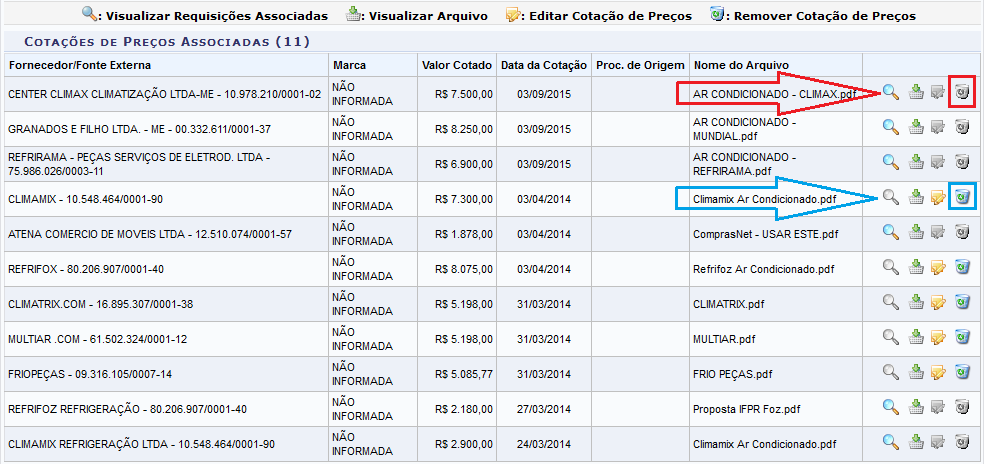 : Visualizar Requisições Associadas : Visualizar Arquivo : Editar Cotação de Preços : Remover Cotação de Preços
Cotações de Preços Associadas (11)
Fornecedor/Fonte Externa Marca Valor Cotado Data da Cotação Proc. de Origem Nome do Arquivo
CENTER CLIMAX CLIMATIZAÇÃO LTDA-ME - 10.978.210/0001-02 NÃO INFORMADA R$ 7.500,00 03/09/2015 AR CONDICIONADO - CLIMAX.pdf
GRANADOS E FILHO LTDA. - ME - 00.332.611/0001-37 NÃO INFORMADA R$ 8.250,00 03/09/2015 AR CONDICIONADO - MUNDIAL.pdf
REFRIRAMA - PEÇAS SERVIÇOS DE ELETROD. LTDA - 75.986.026/0003-11 NÃO INFORMADA R$ 6.900,00 03/09/2015 AR CONDICIONADO - REFRIRAMA.pdf
CLIMAMIX - 10.548.464/0001-90 NÃO INFORMADA R$ 7.300,00 03/04/2014 Climamix Ar Condicionado.pdf
ATENA COMERCIO DE MOVEIS LTDA - 12.510.074/0001-57 NÃO INFORMADA R$ 1.878,00 03/04/2014 ComprasNet - USAR ESTE.pdf
REFRIFOX - 80.206.907/0001-40 NÃO INFORMADA R$ 8.075,00 03/04/2014 Refrifoz Ar Condicionado.pdf
CLIMATRIX.COM - 16.895.307/0001-38 NÃO INFORMADA R$ 5.198,00 31/03/2014 CLIMATRIX.pdf
MULTIAR .COM - 61.502.324/0001-12 NÃO INFORMADA R$ 5.198,00 31/03/2014 MULTIAR.pdf
FRIOPEÇAS - 09.316.105/0007-14 NÃO INFORMADA R$ 5.085,77 31/03/2014 FRIO PEÇAS.pdf
REFRIFOZ REFRIGERAÇÃO - 80.206.907/0001-40 NÃO INFORMADA R$ 2.180,00 27/03/2014 Proposta IFPR Foz.pdf
CLIMAMIX REFRIGERAÇÃO LTDA - 10.548.464/0001-90 NÃO INFORMADA R$ 2.900,00 24/03/2014 Climamix Ar Condicionado.pdf